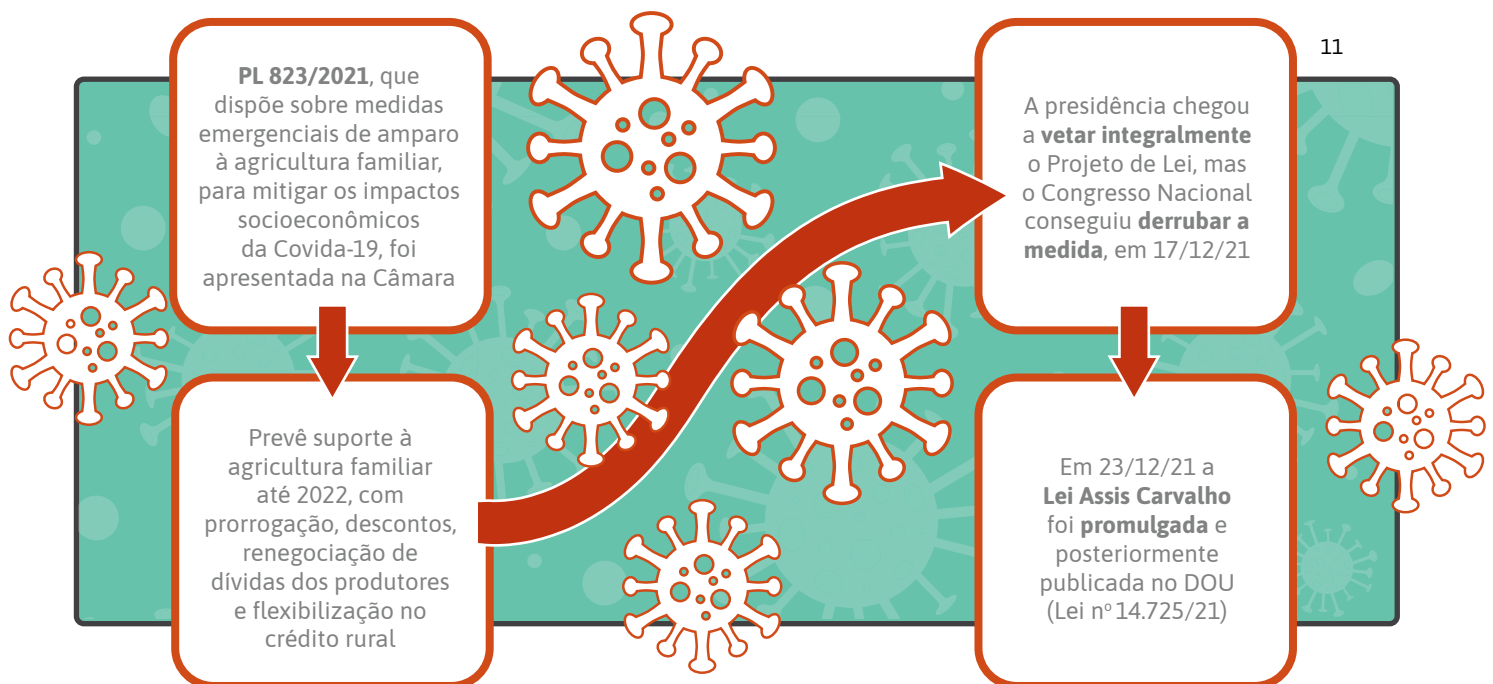 11
PL 823/2021, que
dispõe sobre medidas
emergenciais de amparo
à agricultura familiar,
para mitigar os impactos
socioeconômicos
da Covida-19, foi
apresentada na Câmara
Prevê suporte à
agricultura familiar
até 2022, com
prorrogação, descontos,
renegociação de
dívidas dos produtores
e flexibilização no
crédito rural
A presidência chegou
a vetar integralmente
o Projeto de Lei, mas
o Congresso Nacional
conseguiu derrubar a
medida, em 17/12/21
Em 23/12/21 a
Lei Assis Carvalho
foi promulgada e
posteriormente
publicada no DOU
(Lei nº 14.725/21)